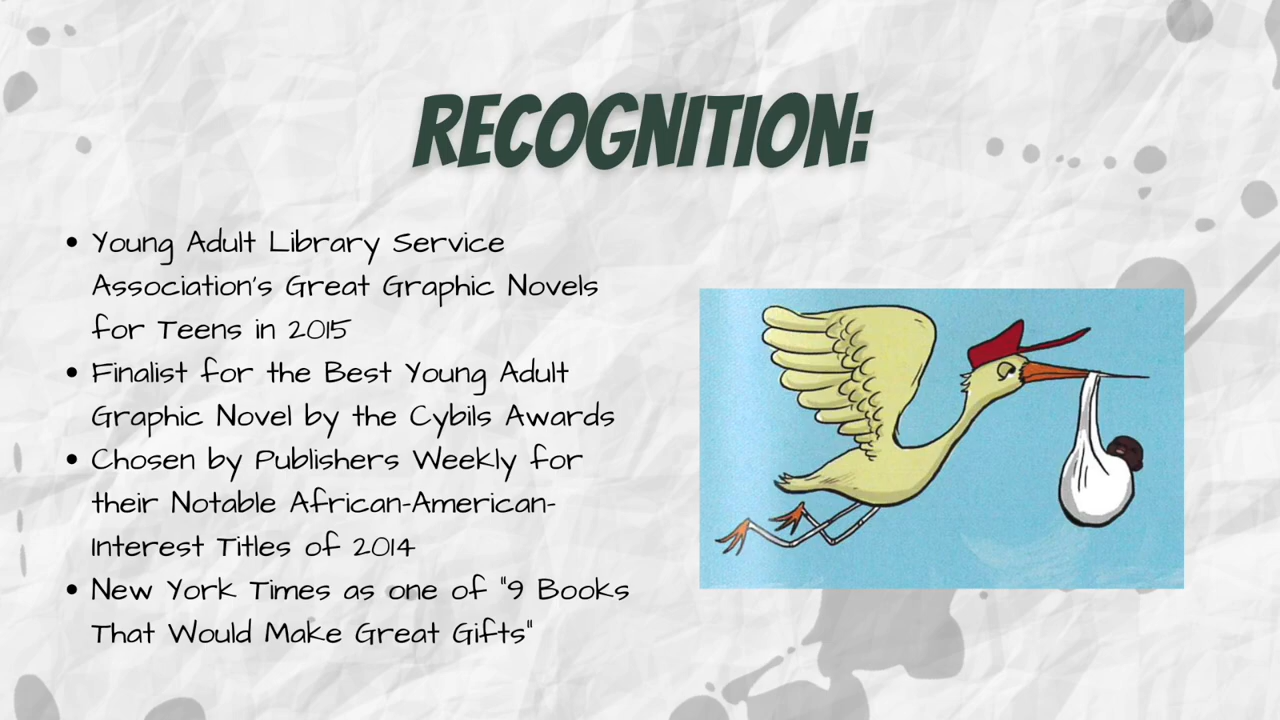 RECOGNITION:
• Young Adult Library Service
Association's Great Graphic Novels
for Teens in 2015
• Finalist for the Best Young Adult
Graphic Novel by the Cybils Awards
• Chosen by Publishers Weekly for
their Notable African-American-
Interest Titles of 2014
• New York Times as one of "9 Books
That Would Make Great Gifts"